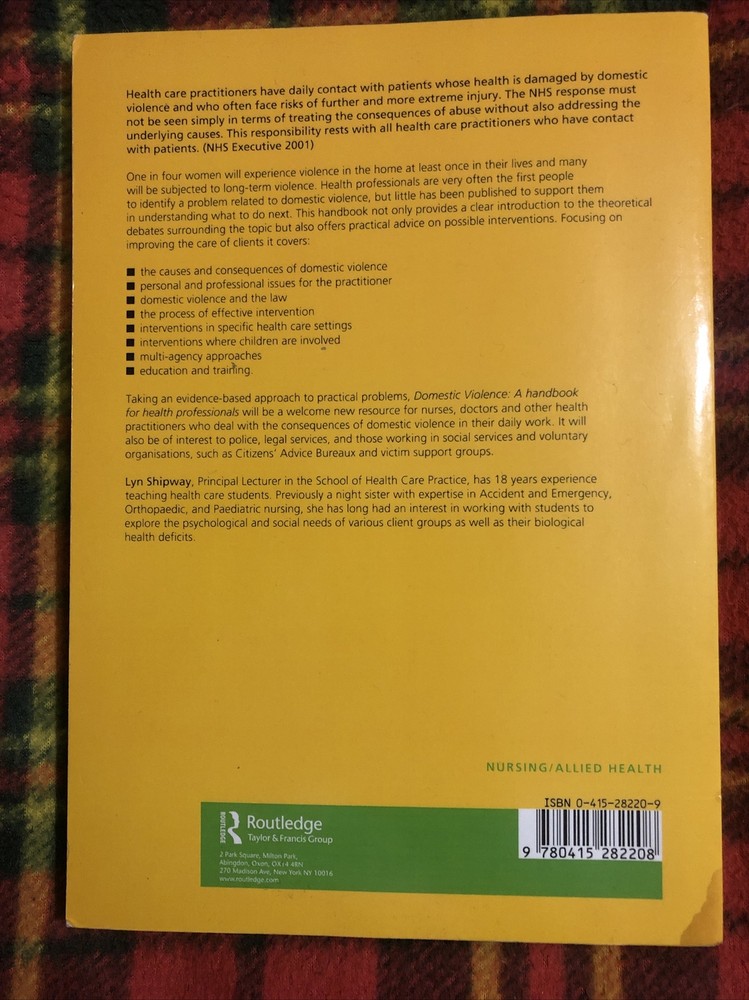 Health care practitioners have daily contact with patients whose health is damaged by domestic
violence and who often face risks of further and more extreme injury. The NHS response must
not be seen simply in terms of treating the consequences of abuse without also addressing the
underlying causes. This responsibility rests with all health care practitioners who have contact
with patients. (NHS Executive 2001)
One in four women will experience violence in the home at least once in their lives and many
will be subjected to long-term violence. Health professionals are very often the first people
to identify a problem related to domestic violence, but little has been published to support them
in understanding what to do next. This handbook not only provides a clear introduction to the theoretical
debates surrounding the topic but also offers practical advice on possible interventions. Focusing on
improving the care of clients it covers:
■ the causes and consequences of domestic violence
■ personal and professional issues for the practitioner
■ domestic violence and the law
■ the process of effective intervention
■ interventions in specific health care settings
■ interventions where children are involved
■ multi-agency approaches
■ education and training.
Taking an evidence-based approach to practical problems, Domestic Violence: A handbook
for health professionals will be a welcome new resource for nurses, doctors and other health
practitioners who deal with the consequences of domestic violence in their daily work. It will
also be of interest to police, legal services, and those working in social services and voluntary
organisations, such as Citizens' Advice Bureaux and victim support groups.
Lyn Shipway, Principal Lecturer in the School of Health Care Practice, has 18 years experience
teaching health care students. Previously a night sister with expertise in Accident and Emergency,
Orthopaedic, and Paediatric nursing, she has long had an interest in working with students to
explore the psychological and social needs of various client groups as well as their biological
health deficits.
NURSING/ALLIED HEALTH
ISBN 0-415-28220-9
9 780415 282208
ROUTLEDGE
Routledge
Taylor & Francis Group
2 Park Square, Milton Park,
Abingdon, Oxon, OX14 4RN
270 Madison Ave, New York NY 10016
www.routledge.com